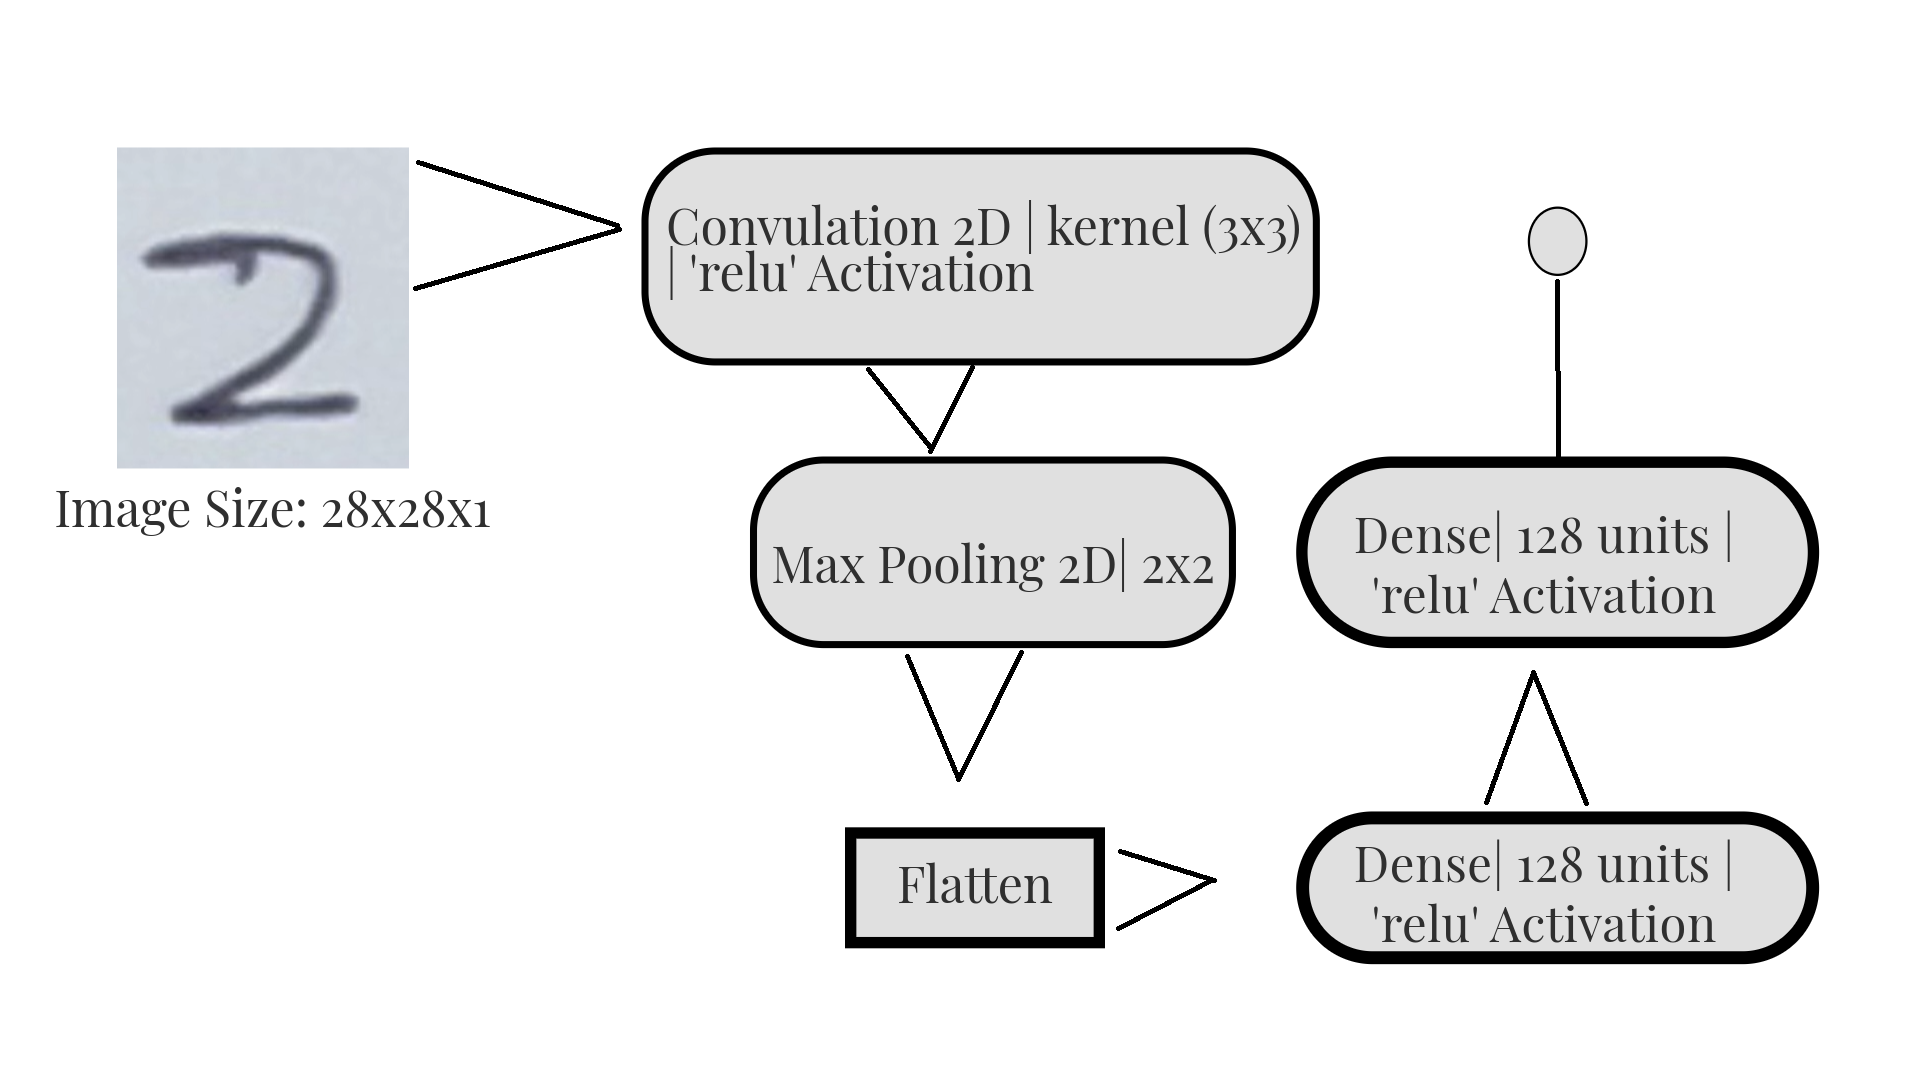 2
Image Size: 28x28x1
Convulation 2D | kernel (3x3)
| 'relu' Activation
Max Pooling 2D| 2x2
Flatten
Dense| 128 units |
'relu' Activation
Dense| 128 units |
'relu' Activation